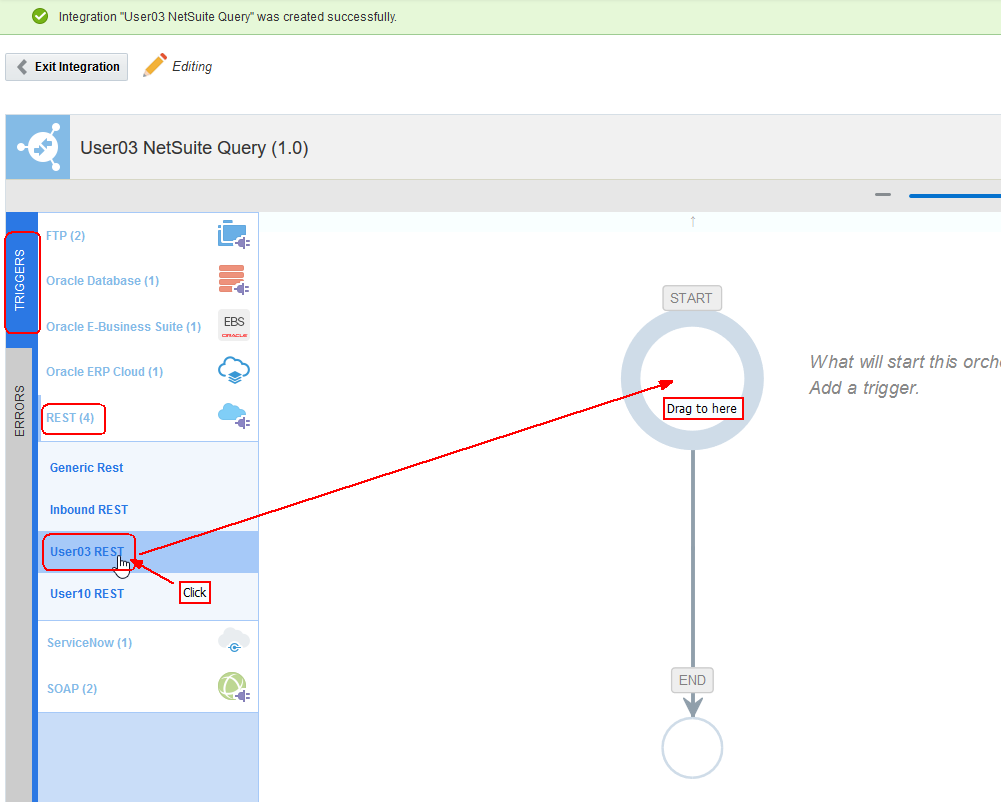 Integration "User03 NetSuite Query" was created successfully.
Exit Integration
Editing
User03 NetSuite Query (1.0)
TRIGGERS
ERRORS
FTP (2)
Oracle Database (1)
Oracle E-Business Suite (1)
EBS
ORACLE
Oracle ERP Cloud (1)
REST (4)
Generic Rest
Inbound REST
User03 REST
Click
User10 REST
ServiceNow (1)
SOAP (2)
START
Drag to here
What will start this orche
Add a trigger.
END